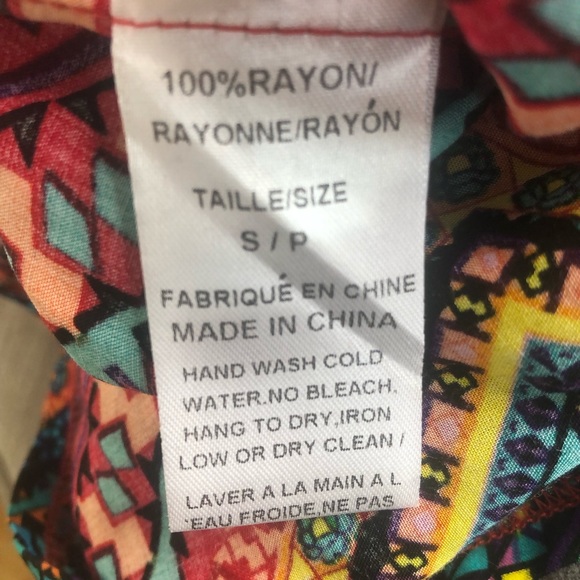 100%RAYON/
RAYONNE/RAYÓN
TAILLE/SIZE
S / P
FABRIQUÉ EN CHINE
MADE IN CHINA
HAND WASH COLD
WATER.NO BLEACH.
HANG TO DRY,IRON
LOW OR DRY CLEAN /
LAVER A LA MAIN A L
'EAU FROIDE,NE PAS